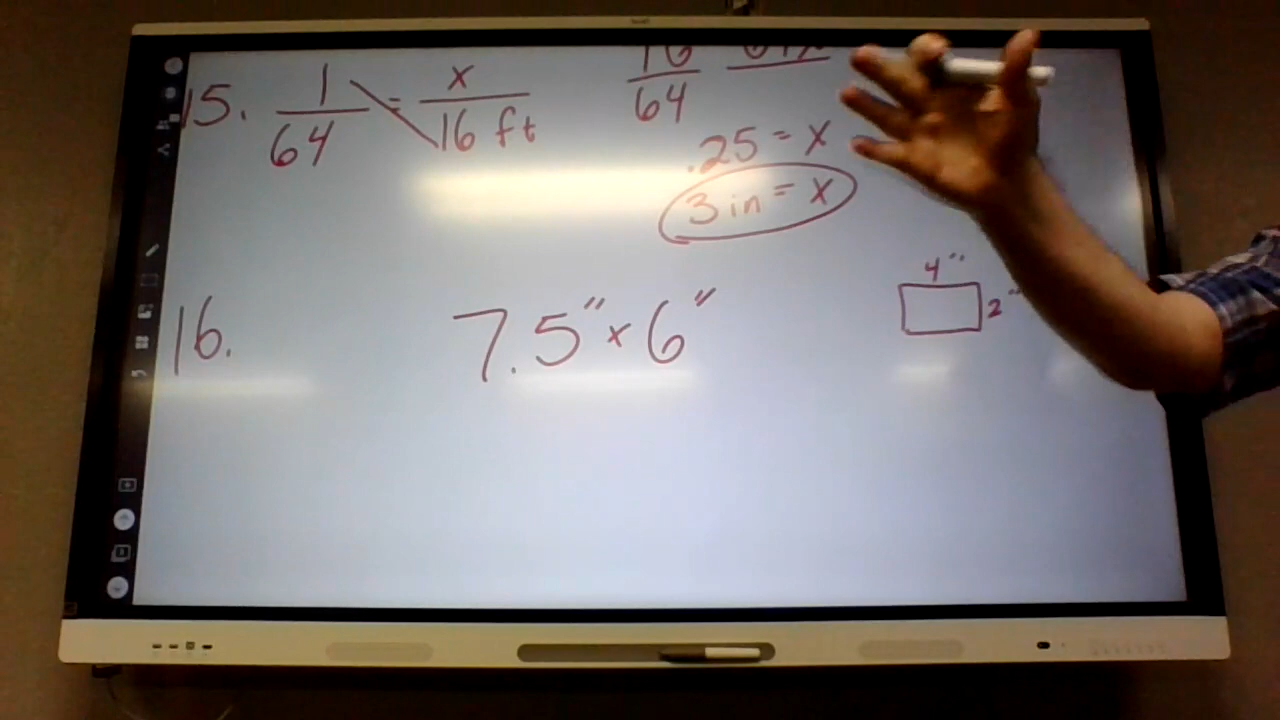 15. 1/64 = x/16 ft
16/64
.25 = x
3 in = x
16. 7.5" x 6"
4"
2"